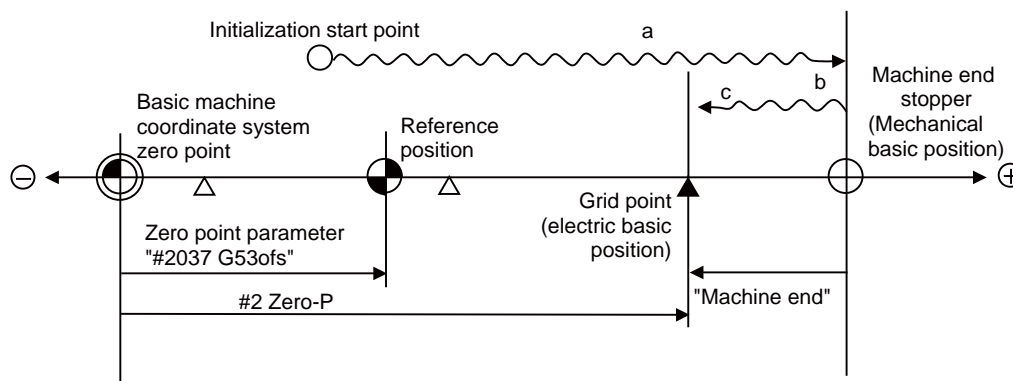 Initialization start point
a
Machine end
stopper
(Mechanical
basic position)
b
c
Basic machine
coordinate system
zero point
Reference
position
−
+
Grid point
(electric basic
position)
Zero point parameter
"#2037 G53ofs"
#2 Zero-P
"Machine end"